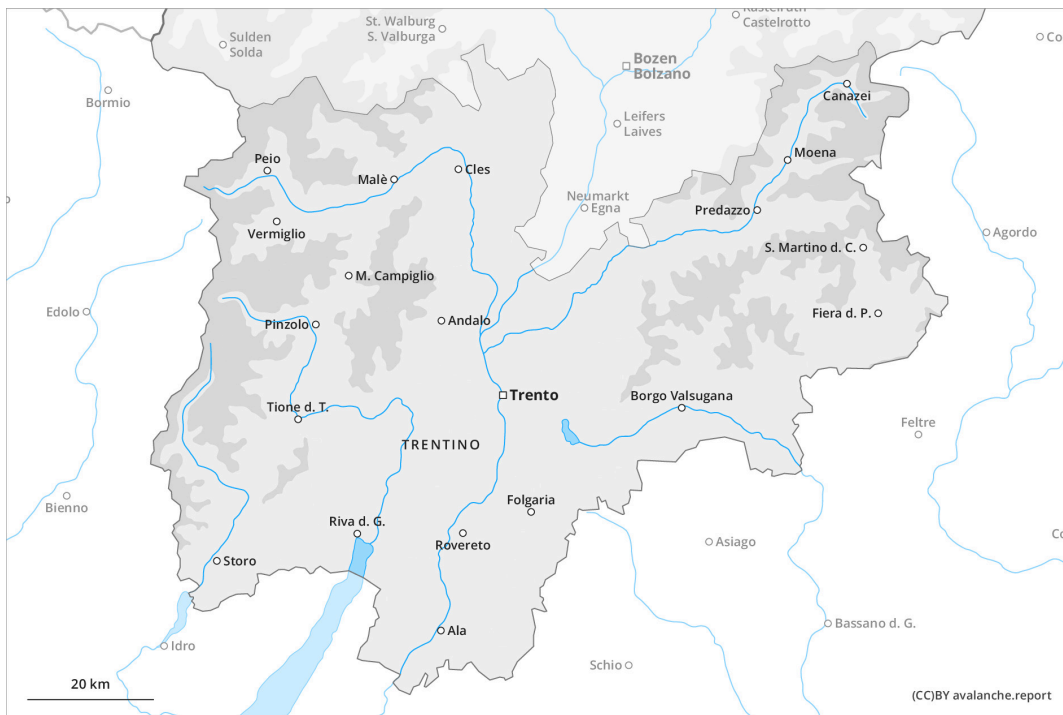 Kastelruth
Castelrotto
St. Walburg
S. Valburga
Sulden
Solda
Co
Bozen
Bolzano
Bormio
Canazei
Leifers
Laives
Moena
Peio
Malè
Cles
Neumarkt
Egna
Predazzo
Vermiglio
Agordo
S. Martino d. C.
M. Campiglio
Edolo
Pinzolo
Andalo
Fiera d. P.
Trento
Borgo Valsugana
Tione d. T.
Feltre
TRENTINO
Bienno
Folgaria
Riva d. G.
Rovereto
Asiago
Co
Storo
Ala
Bassano d. G.
Idro
Schio
20 km
(CC)BY avalanche.report